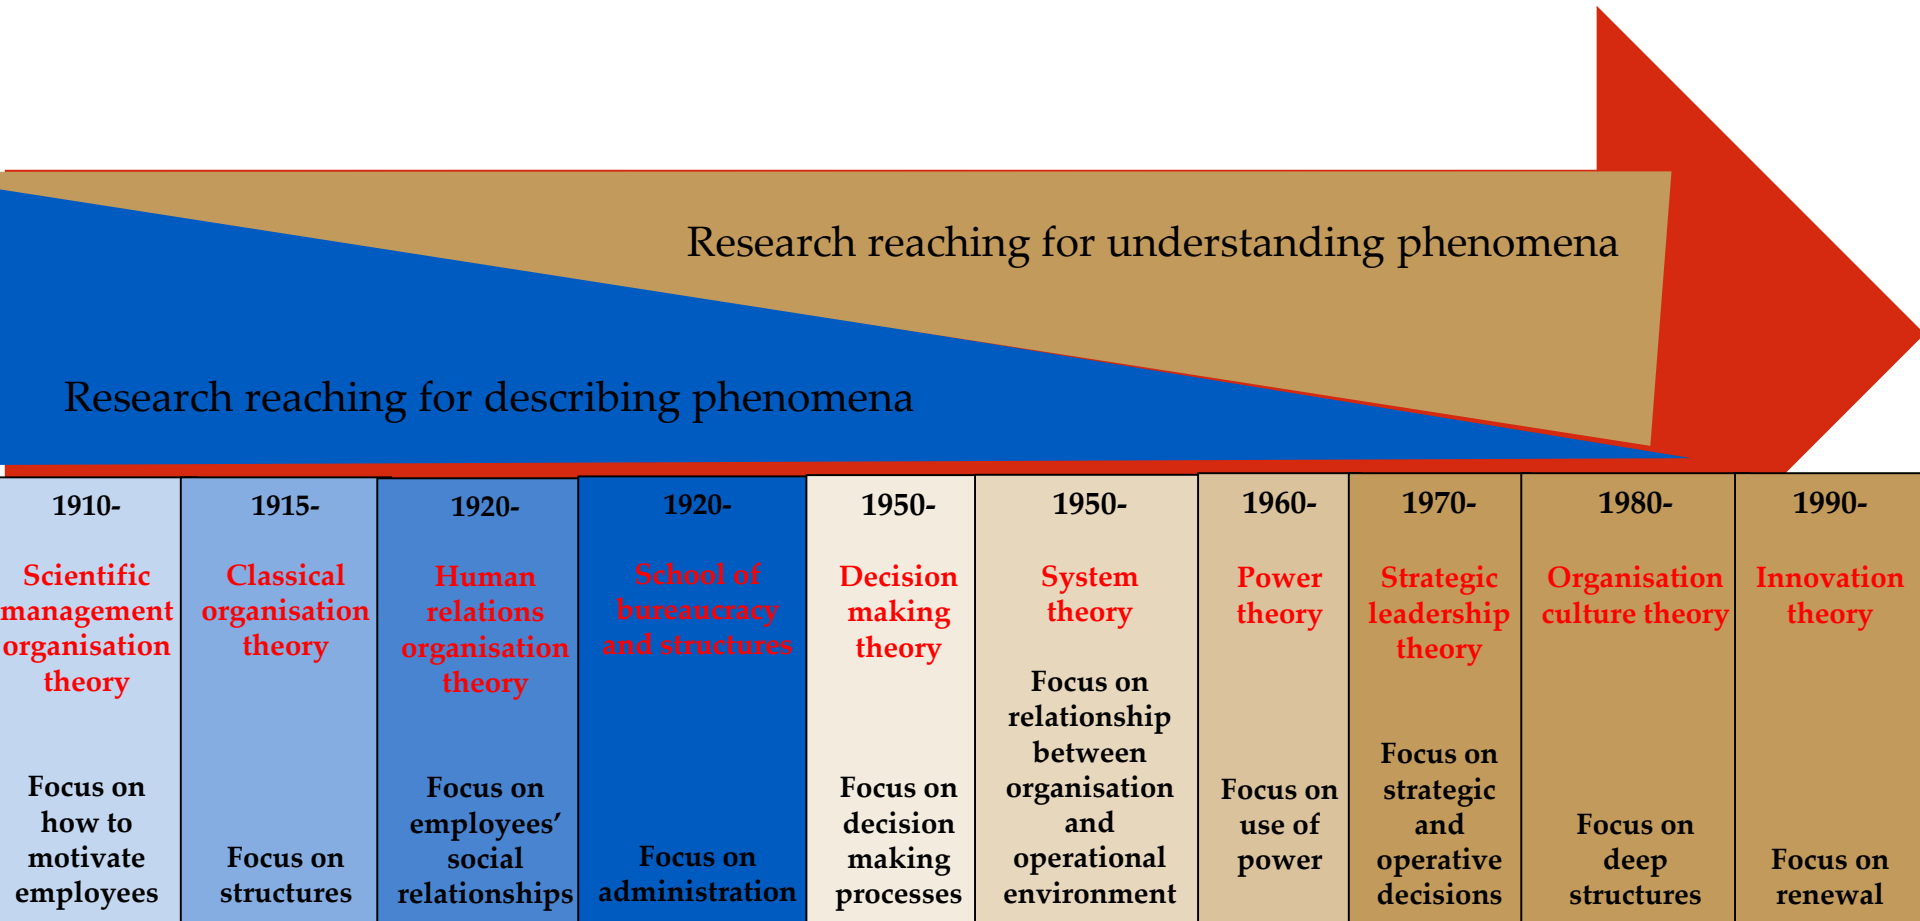 Research reaching for understanding phenomena
Research reaching for describing phenomena
1910-
Scientific
management
organisation
theory
Focus on
how to
motivate
employees
1915-
Classical
organisation
theory
Focus on
structures
1920-
Human
relations
organisation
theory
Focus on
employees’
social
relationships
1920-
School of
bureaucracy
and structures
Focus on
administration
1950-
Decision
making
theory
Focus on
decision
making
processes
1950-
System
theory
Focus on
relationship
between
organisation
and
operational
environment
1960-
Power
theory
Focus on
use of
power
1970-
Strategic
leadership
theory
Focus on
strategic
and
operative
decisions
1980-
Organisation
culture theory
Focus on
deep
structures
1990-
Innovation
theory
Focus on
renewal